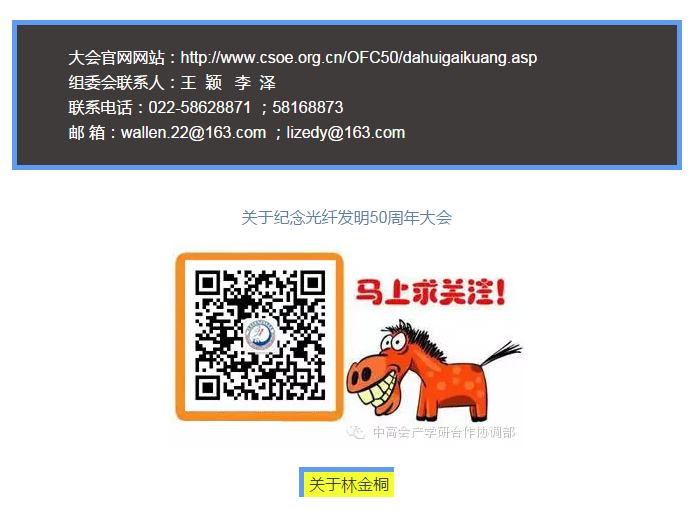 大会官网网站：http://www.csoe.org.cn/OFC50/dahuigaikuang.asp
组委会联系人：王 颖 李 泽
联系电话：022-58628871 ；58168873
邮 箱：wallen.22@163.com ；lizedy@163.com
关于纪念光纤发明50周年大会
马上求关注!
中高会产学研合作协调部
关于林金桐